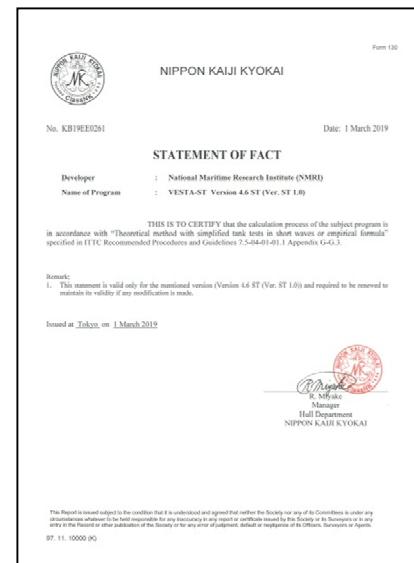 Form 130
NIPPON KAIJI KYOKAI
NK
ClassNK
NIPPON KAIJI KYOKAI
No. KB19EE0261
Date: 1 March 2019
STATEMENT OF FACT
Developer : National Maritime Research Institute (NMRI)
Name of Program : VESTA-ST Version 4.6 ST (Ver. ST 1.0)
THIS IS TO CERTIFY that the calculation process of the subject program is
in accordance with "Theoretical method with simplified tank tests in short waves or empirical formula"
specified in ITTC Recommended Procedures and Guidelines 7.5-04-01-01.1 Appendix G-G.3.
Remark:
1. This statement is valid only for the mentioned version (Version 4.6 ST (Ver. ST 1.0)) and required to be renewed to
maintain its validity if any modification is made.
Issued at Tokyo on 1 March 2019
R. Miyake
R. Miyake
Manager
Hull Department
NIPPON KAIJI KYOKAI
This Report is issued subject to the condition that it is understood and agreed that neither the Society nor any of its Committees is under any
circumstances whatever to be held responsible for any inaccuracy in any report or certificate issued by this Society or its Surveyors or in any
entry in the Record or other publication of the Society or for any error of judgment, default or negligence of its Officers, Surveyors or Agents.
97. 11. 10000 (K)